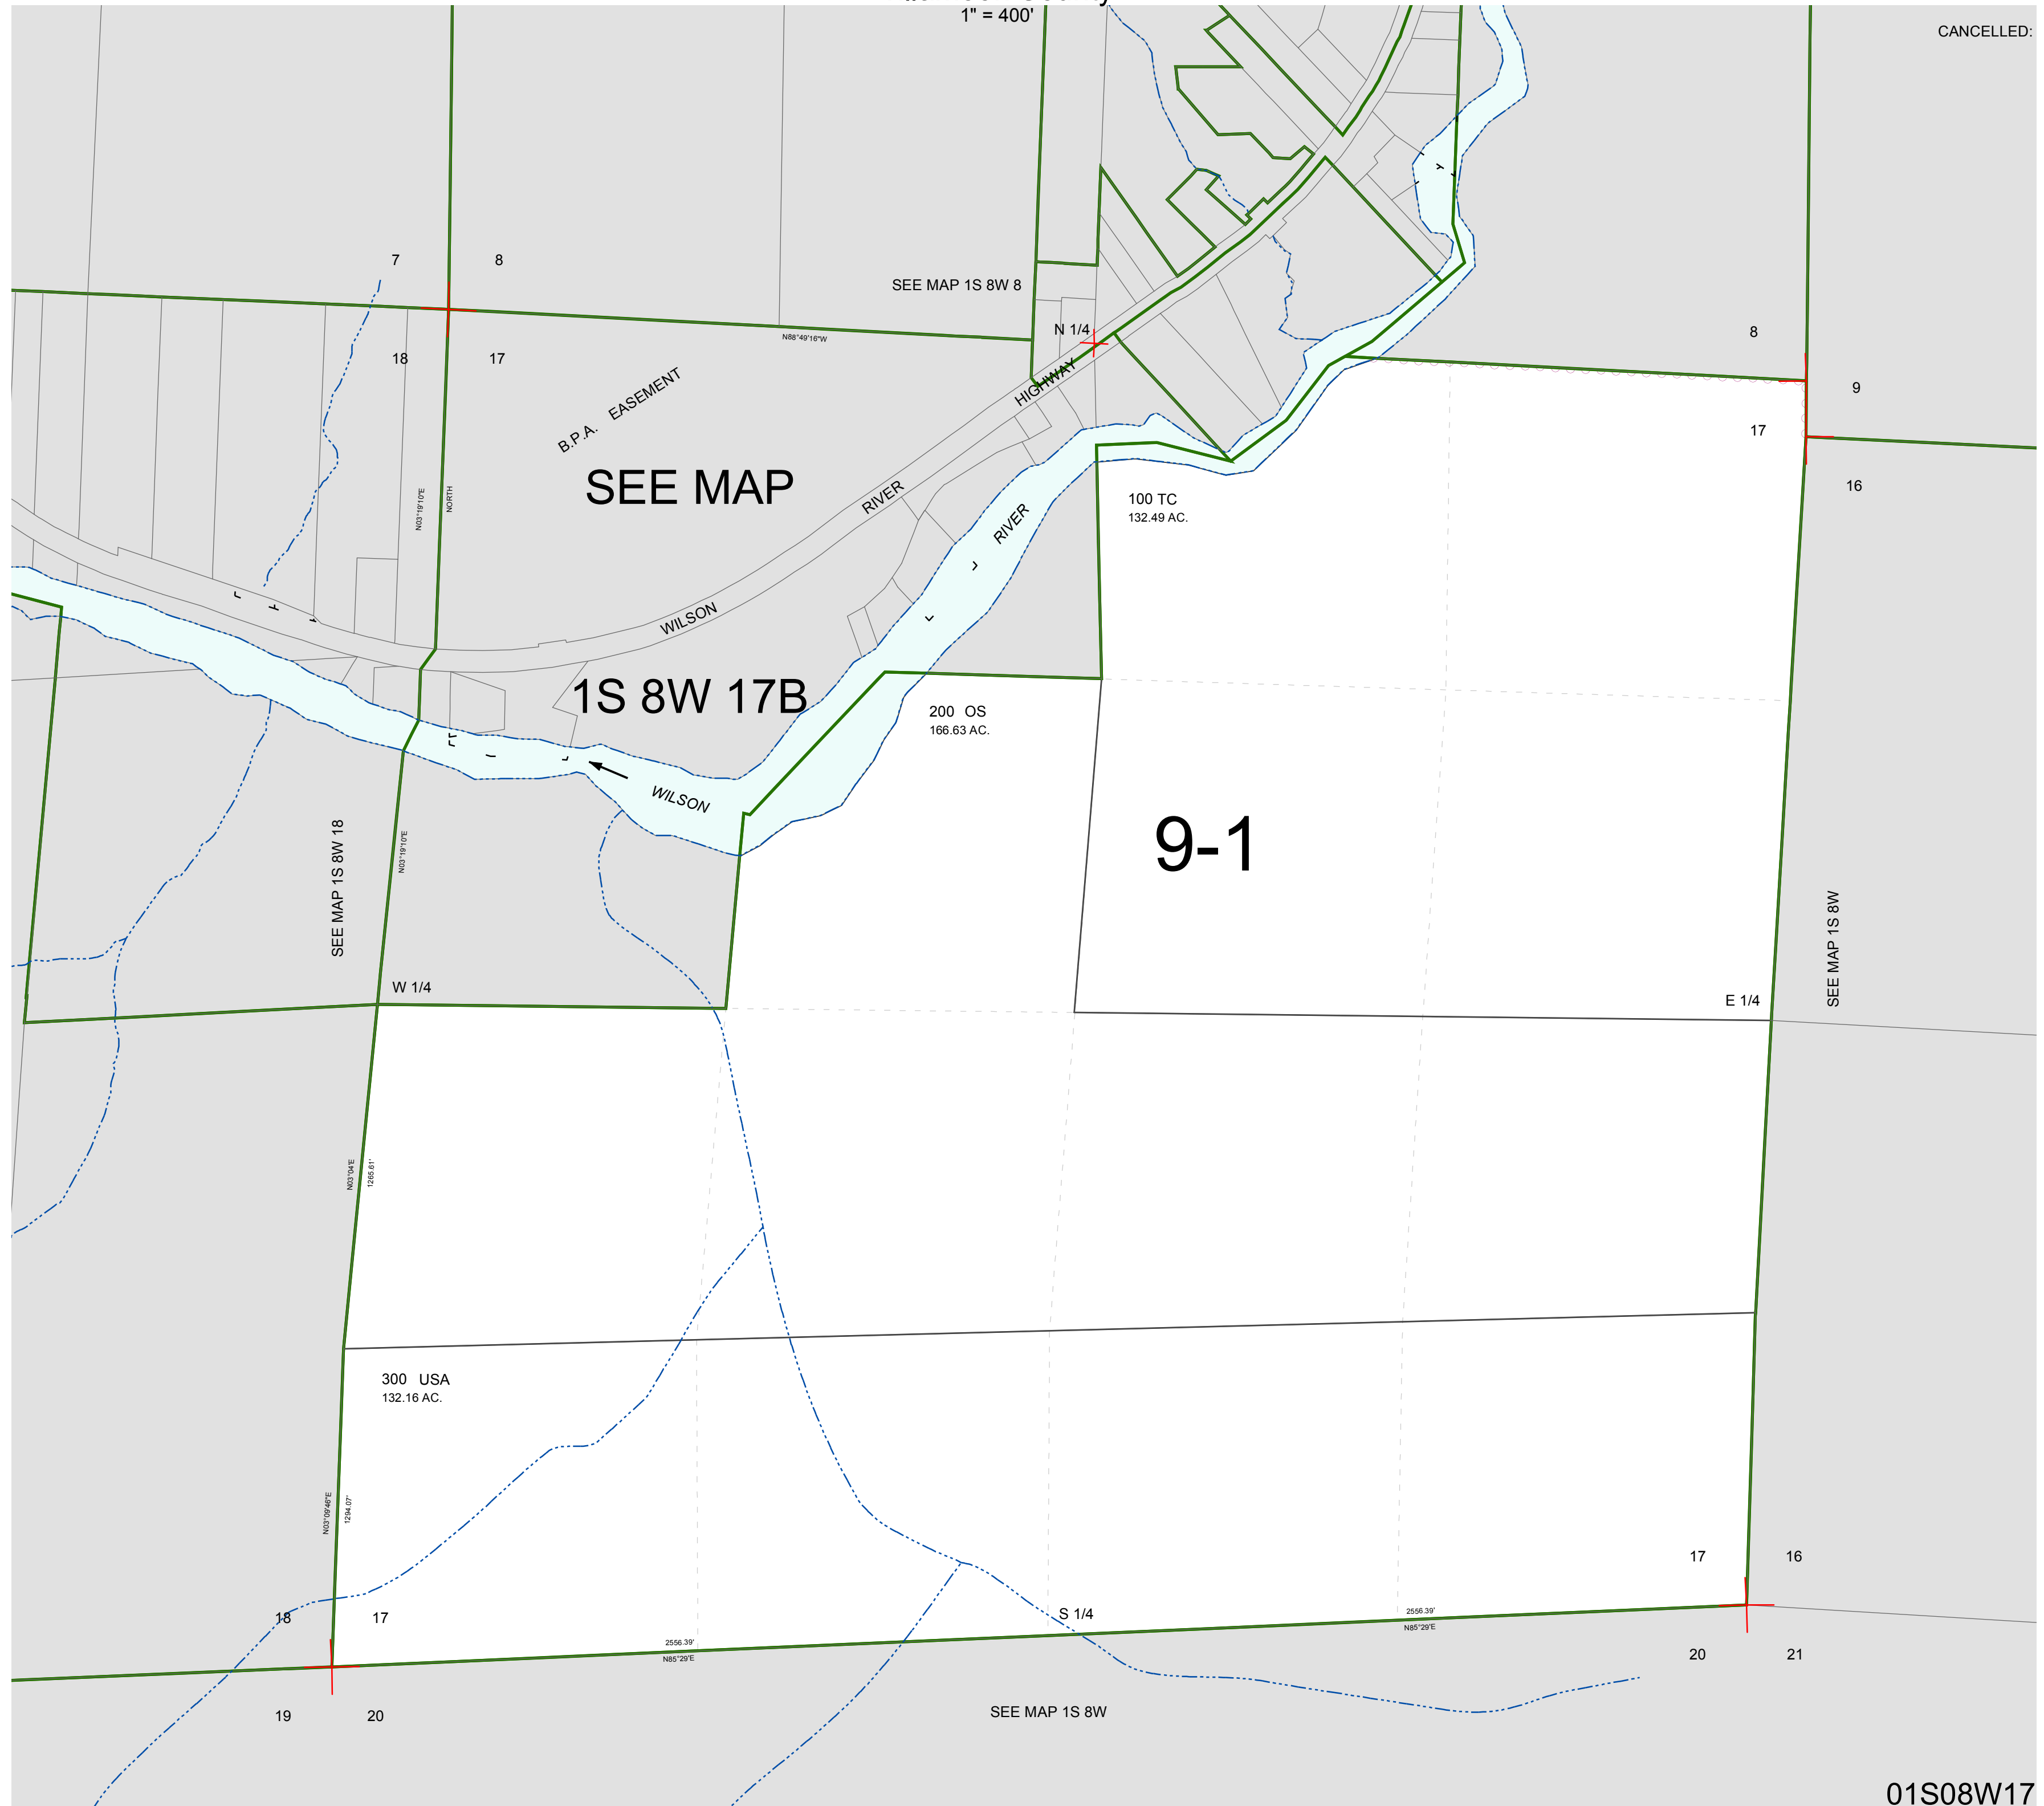 1" = 400'
CANCELLED:
7
8
SEE MAP 1S 8W 8
N 1/4
8
N88°49'16"W
18
17
9
17
B.P.A. EASEMENT
HIGHWAY
SEE MAP
16
N03°19'10"E
NORTH
RIVER
100 TC
132.49 AC.
RIVER
WILSON
1S 8W 17B
200 OS
166.63 AC.
WILSON
9-1
SEE MAP 1S 8W 18
N03°19'10"E
SEE MAP 1S 8W
W 1/4
E 1/4
N03°04'E
1265.61'
300 USA
132.16 AC.
N03°09'46"E
1294.07'
17
16
18
17
S 1/4
2556.39'
N85°29'E
2556.39'
N85°29'E
20
21
19
20
SEE MAP 1S 8W
01S08W17